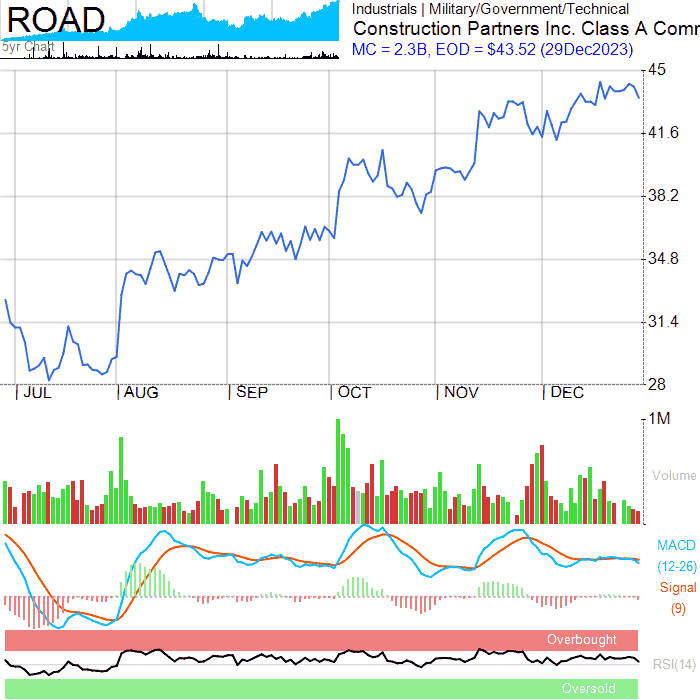 ROAD
5yr Chart
Industrials | Military/Government/Technical
Construction Partners Inc. Class A Comm
MC = 2.3B, EOD = $43.52 (29Dec2023)
45
41.6
38.2
34.8
31.4
28
JUL AUG SEP OCT NOV DEC
1M
Volume
MACD
(12-26)
Signal
(9)
Overbought
RSI(14)
Oversold